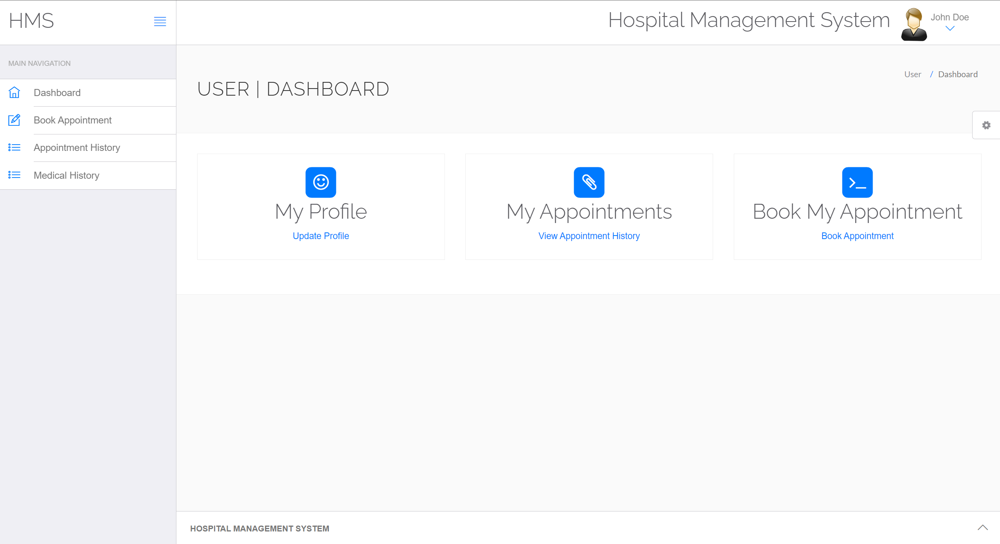 HMS
Hospital Management System
John Doe
MAIN NAVIGATION
Dashboard
Book Appointment
Appointment History
Medical History
User / Dashboard
USER | DASHBOARD
My Profile
Update Profile
My Appointments
View Appointment History
Book My Appointment
Book Appointment
HOSPITAL MANAGEMENT SYSTEM